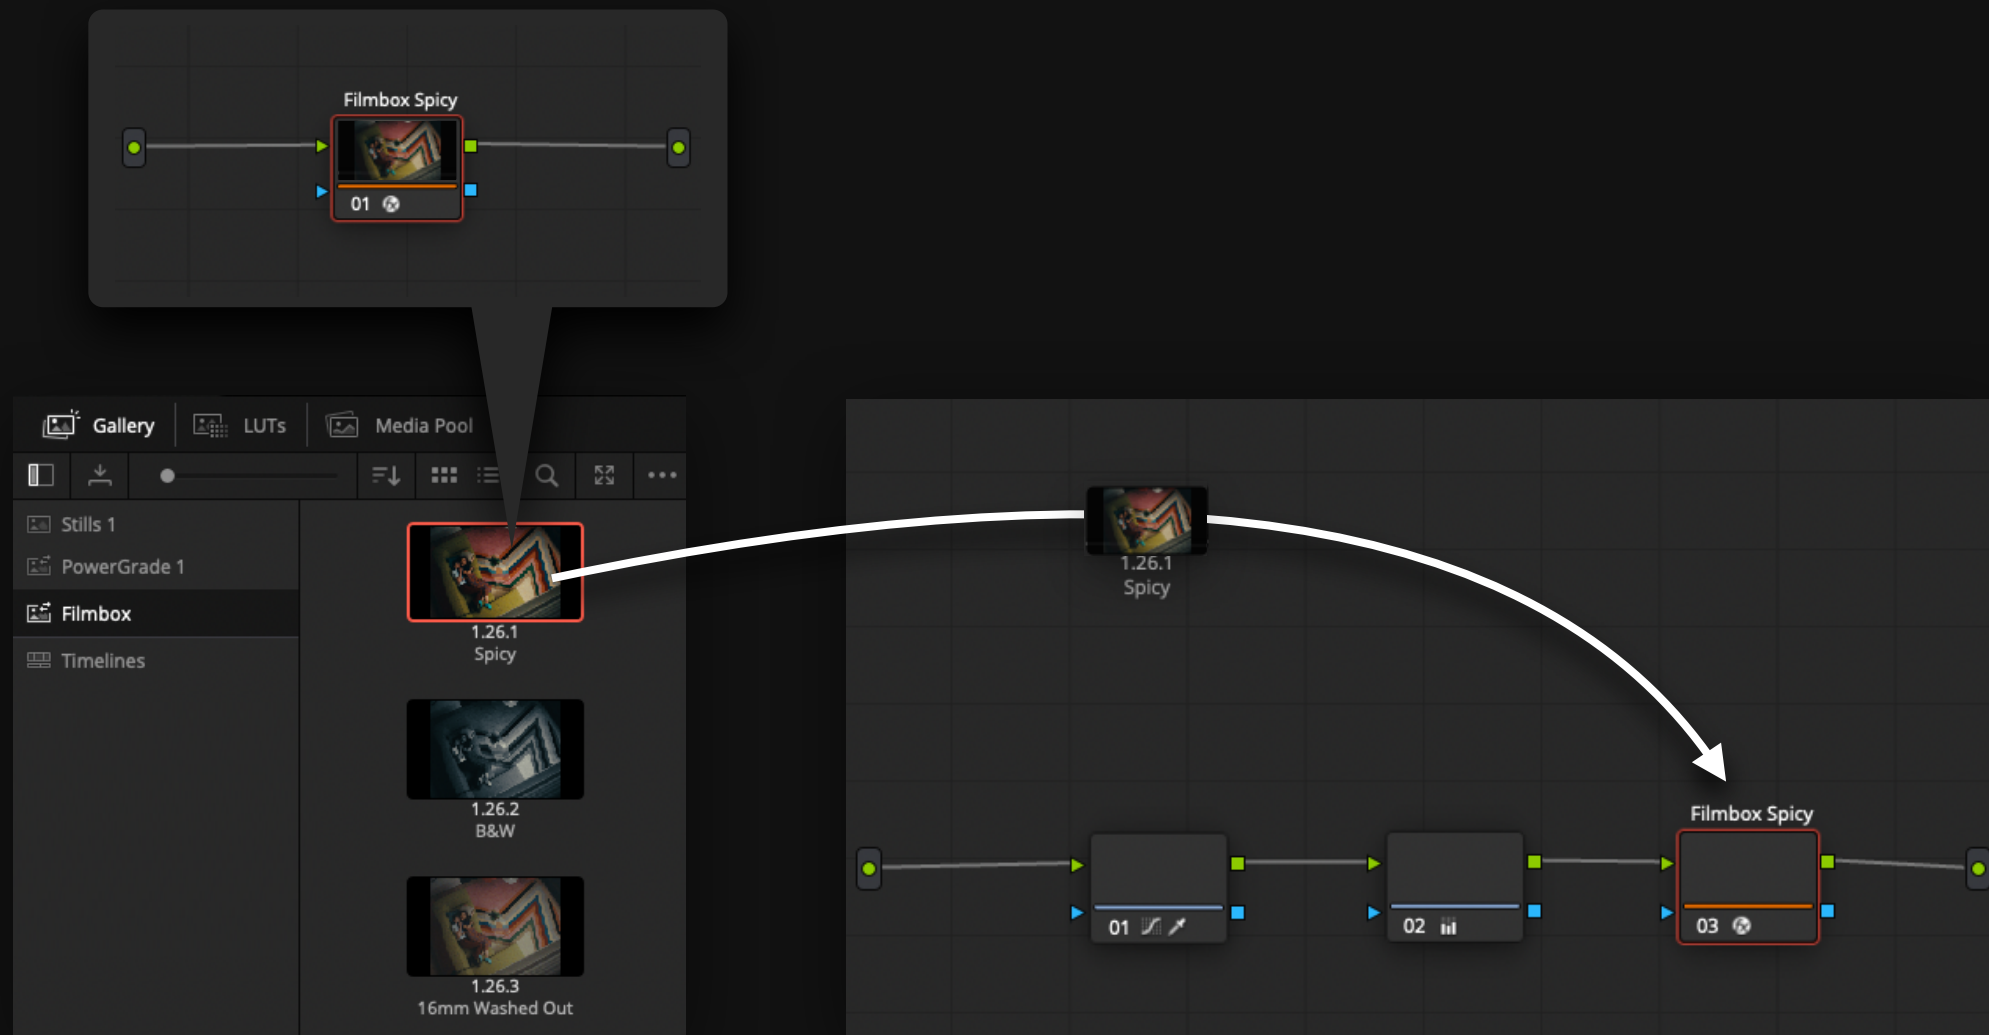 Filmbox Spicy
01
Gallery
LUTs
Media Pool
Stills 1
PowerGrade 1
Filmbox
Timelines
1.26.1
Spicy
1.26.2
B&W
1.26.3
16mm Washed Out
1.26.1
Spicy
Filmbox Spicy
01
02
03